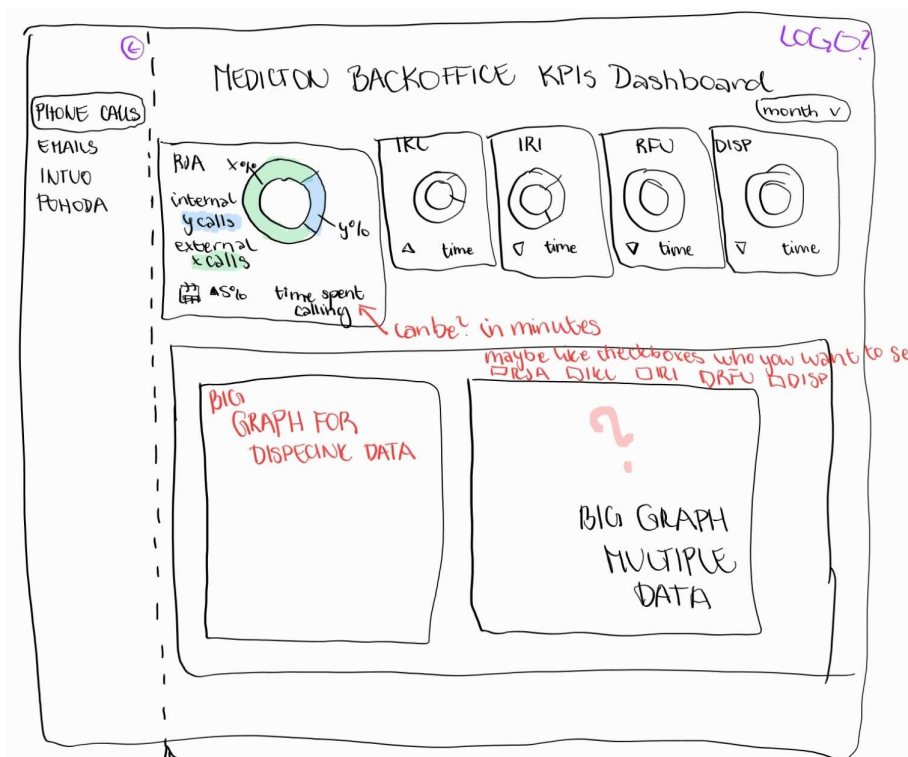 LOGO?
MEDICTON BACKOFFICE KPIs Dashboard
month
PHONE CALLS
EMAILS
INTUO
POHODA
RJA
x%
internal
y calls
y%
external
x calls
5%
time spent
calling
IKL
time
IRI
time
RFU
time
DISP
time
can be? in minutes
maybe like checkboxes who you want to se
RJA IKL IRI RFU DISP
BIG
GRAPH FOR
DISPECINK DATA
?
BIG GRAPH
MULTIPLE
DATA